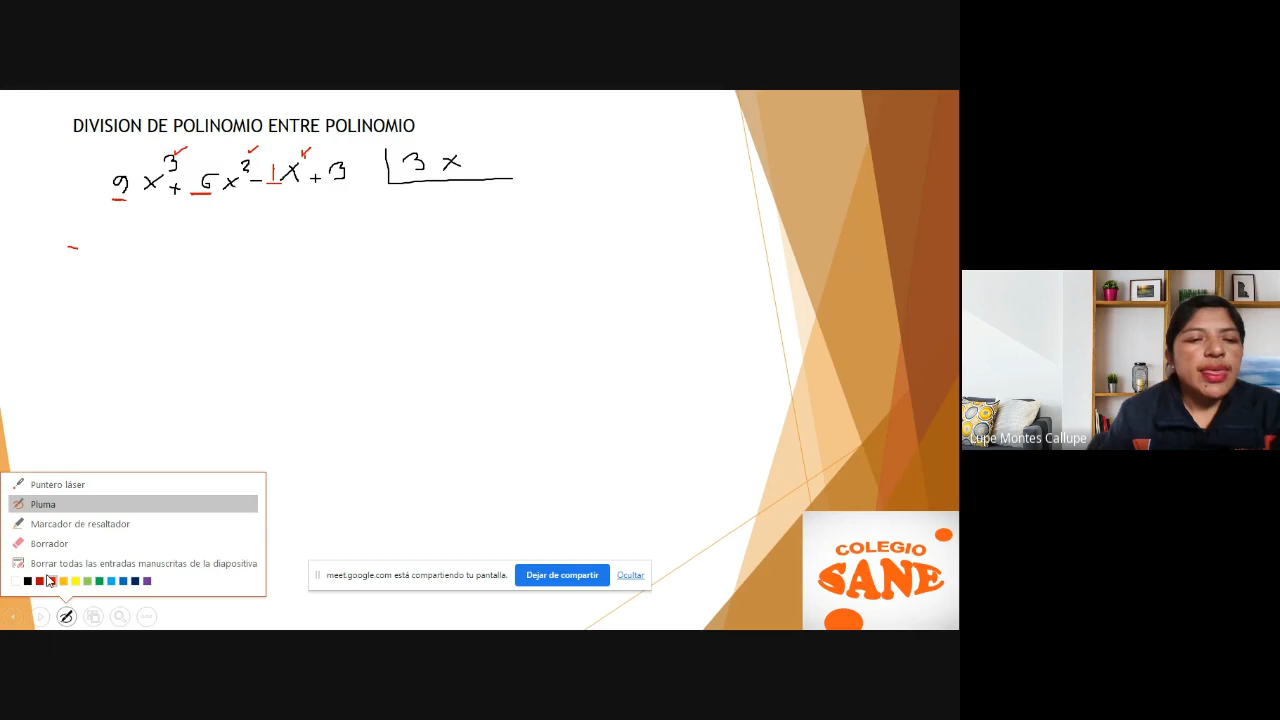 DIVISION DE POLINOMIO ENTRE POLINOMIO
9x³ + 6x² - 1x + 3 | 3x
-
Lupe Montes Callupe
Puntero láser
Pluma
Marcador de resaltador
Borrador
Borrar todas las entradas manuscritas de la diapositiva
meet.google.com está compartiendo tu pantalla. Dejar de compartir Ocultar
COLEGIO
SANE